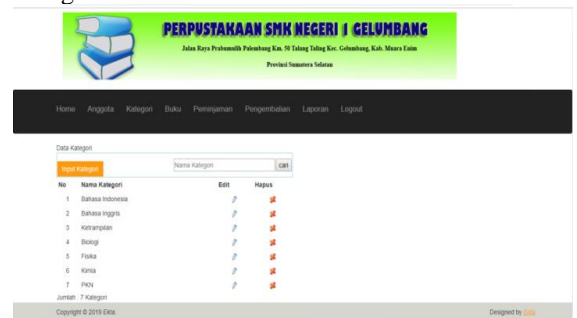 PERPUSTAKAAN SMK NEGERI 1 GELUMBANG
Jalan Raya Prabumulih Palembang Km. 50 Talang Taling Kec. Gelumbang, Kab. Muara Enim
Provinsi Sumatera Selatan
Home Anggota Kategori Buku Peminjaman Pengembalian Laporan Logout
Data Kategori
Input Kategori Nama Kategori cari
No Nama Kategori Edit Hapus
1 Bahasa Indonesia
2 Bahasa Inggris
3 Ketrampilan
4 Biologi
5 Fisika
6 Kimia
7 PKN
Jumlah 7 Kategori
Copyright © 2019 Ekta. Designed by